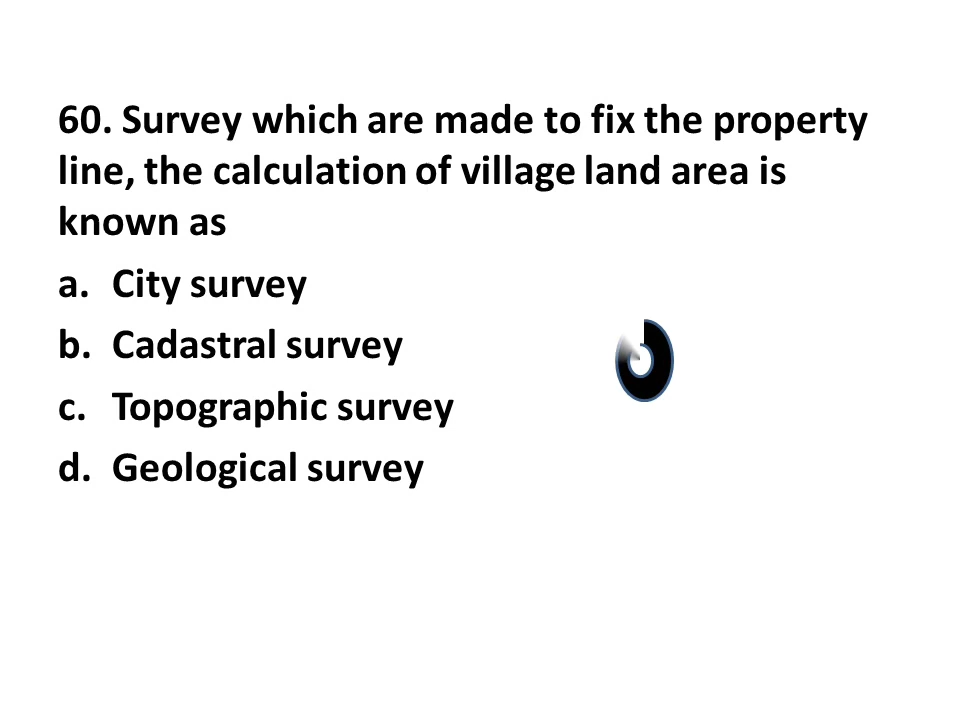 60. Survey which are made to fix the property
line, the calculation of village land area is
known as
a. City survey
b. Cadastral survey
c. Topographic survey
d. Geological survey